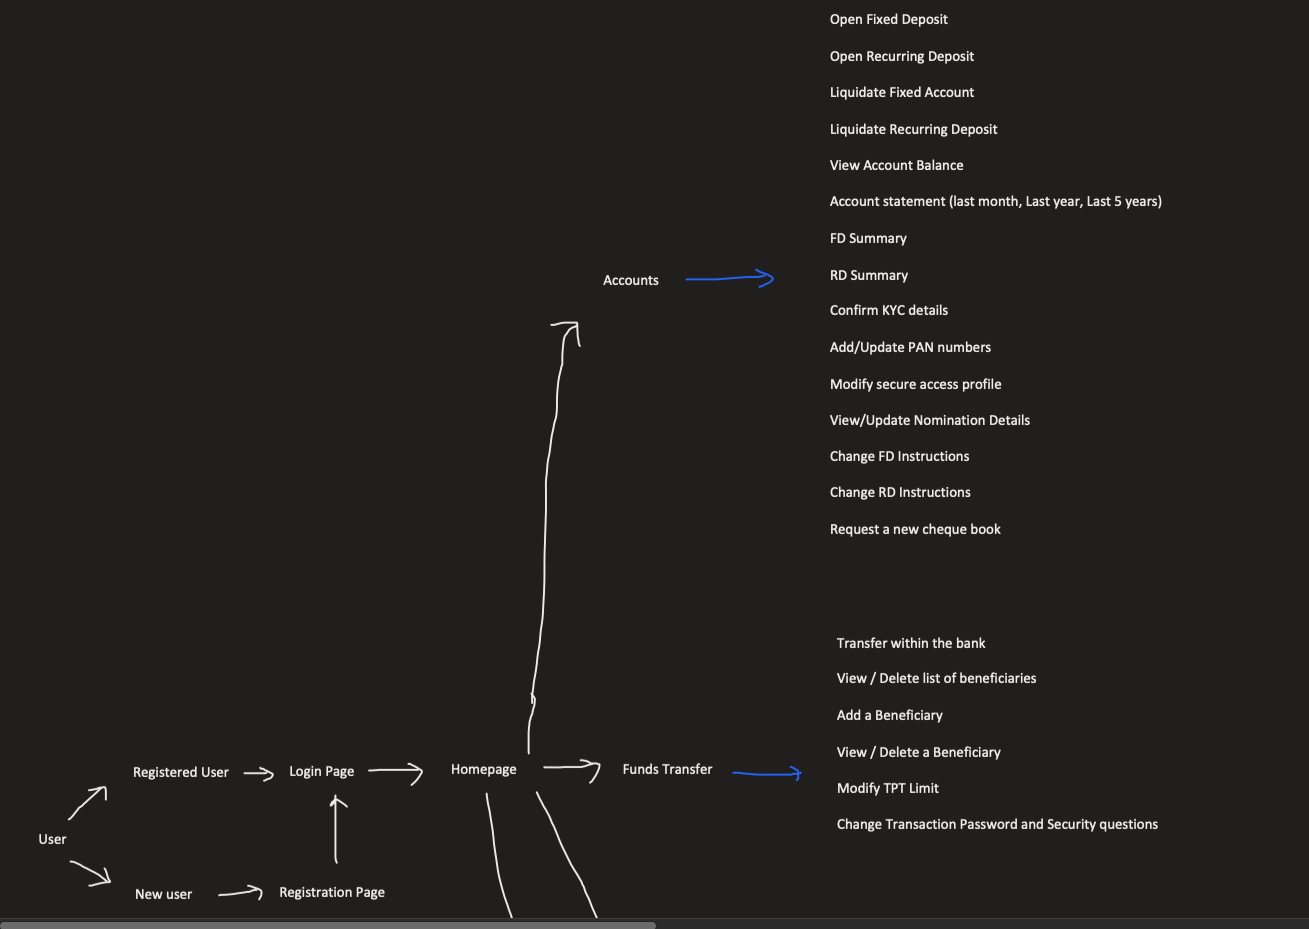 Open Fixed Deposit
Open Recurring Deposit
Liquidate Fixed Account
Liquidate Recurring Deposit
View Account Balance
Account statement (last month, Last year, Last 5 years)
FD Summary
RD Summary
Accounts
Confirm KYC details
Add/Update PAN numbers
Modify secure access profile
View/Update Nomination Details
Change FD Instructions
Change RD Instructions
Request a new cheque book
Transfer within the bank
View / Delete list of beneficiaries
Add a Beneficiary
View / Delete a Beneficiary
Modify TPT Limit
Change Transaction Password and Security questions
Registered User
Login Page
Homepage
Funds Transfer
User
New user
Registration Page